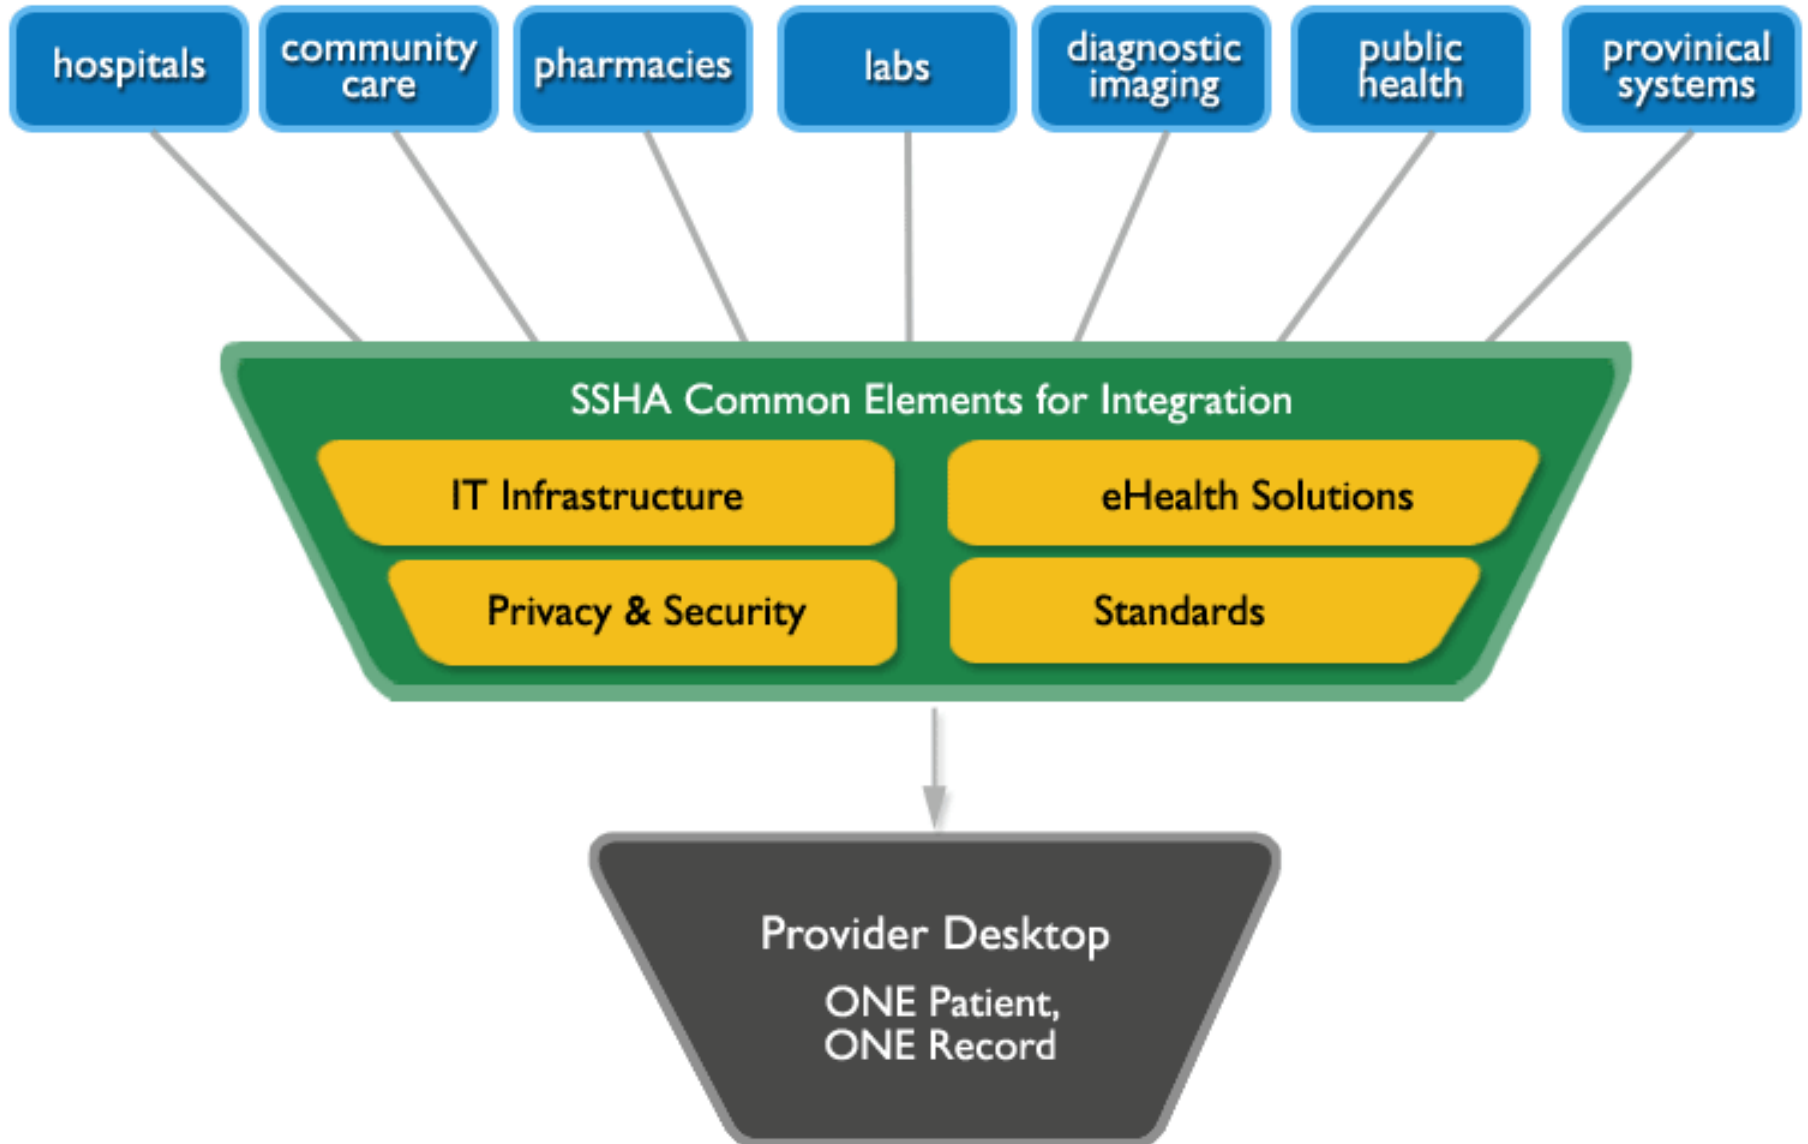 hospitals
community
care
pharmacies
labs
diagnostic
imaging
public
health
provinical
systems
SSHA Common Elements for Integration
IT Infrastructure
eHealth Solutions
Privacy & Security
Standards
Provider Desktop
ONE Patient,
ONE Record